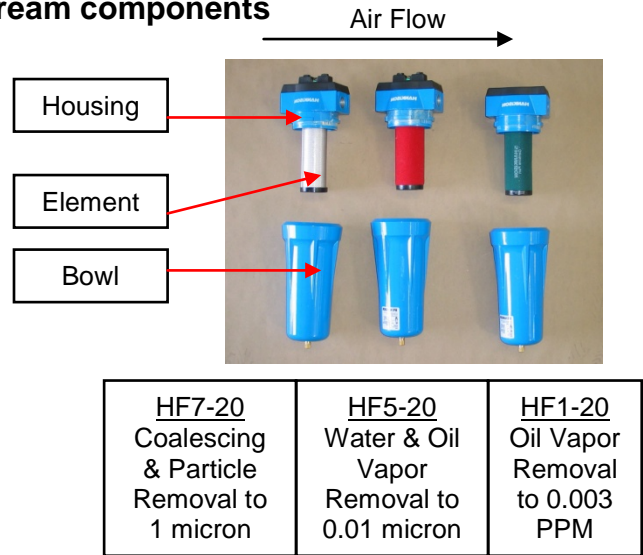 ream components
Air Flow
Housing
Element
Bowl
HF7-20
Coalescing
& Particle
Removal to
1 micron
HF5-20
Water & Oil
Vapor
Removal to
0.01 micron
HF1-20
Oil Vapor
Removal
to 0.003
PPM